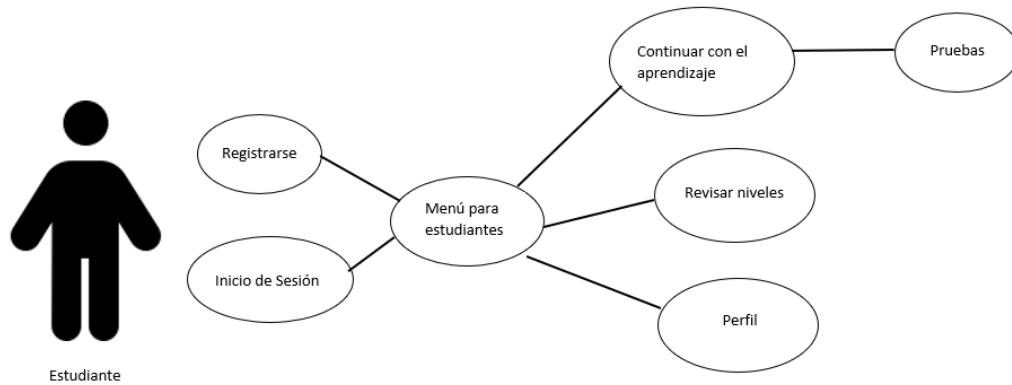 Continuar con el
aprendizaje
Pruebas
Registrarse
Menú para
estudiantes
Revisar niveles
Inicio de Sesión
Perfil
Estudiante